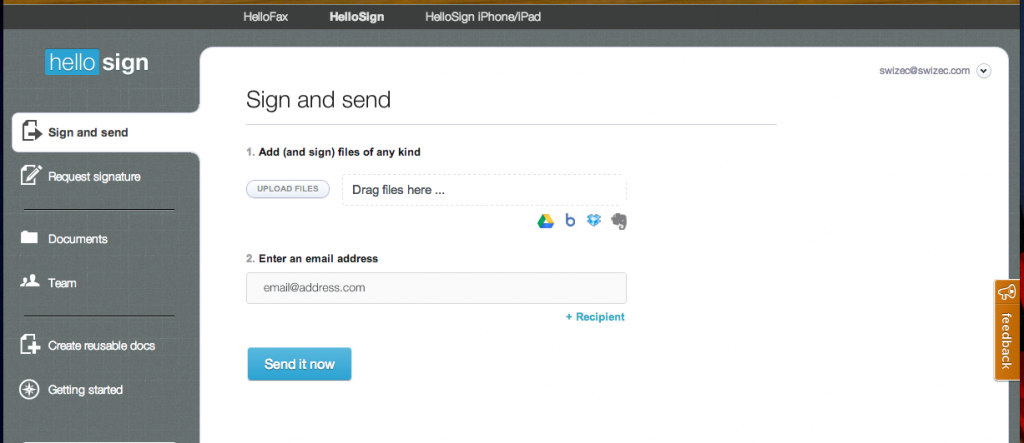 HelloFax HelloSign HelloSign iPhone/iPad
hello sign
swizec@swizec.com
Sign and send
Request signature
Documents
Team
Create reusable docs
Getting started
Sign and send
1. Add (and sign) files of any kind
UPLOAD FILES Drag files here ...
2. Enter an email address
email@address.com
+ Recipient
Send it now
feedback